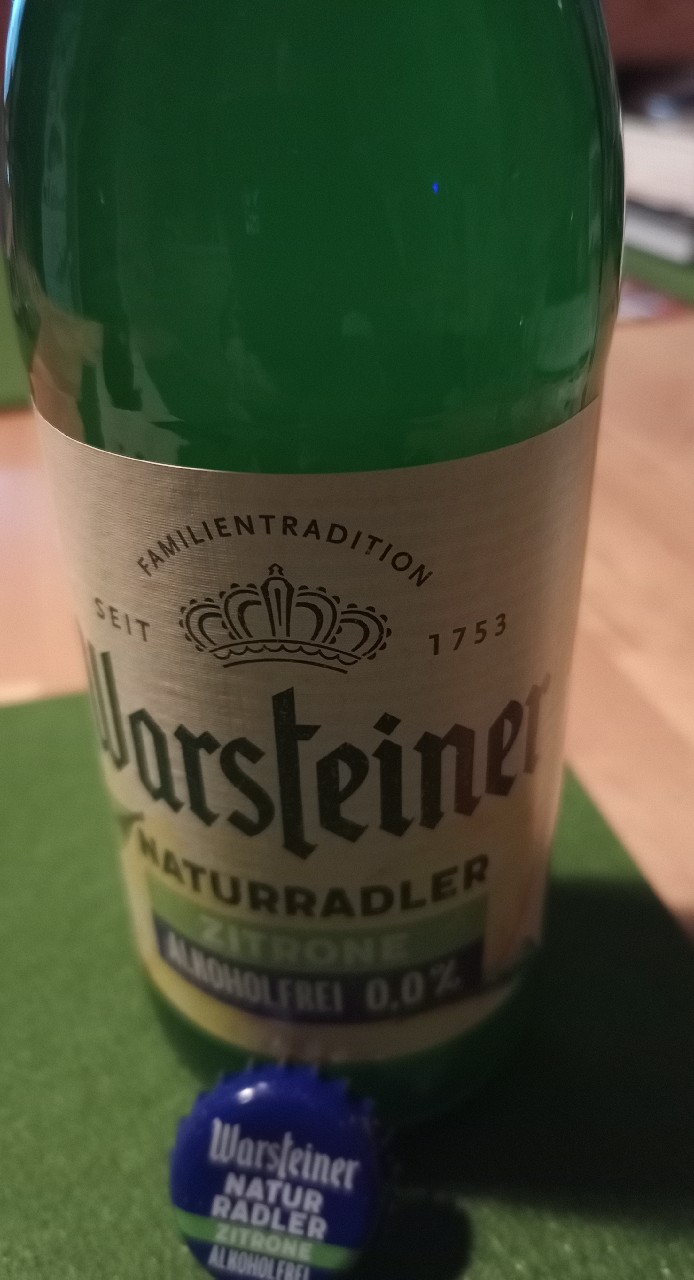 FAMILIENTRADITION
SEIT 1753
Warsteiner
NATURRADLER
ZITRONE
ALKOHOLFREI 0,0%
Warsteiner
NATUR
RADLER
ZITRONE
ALKOHOLFREI